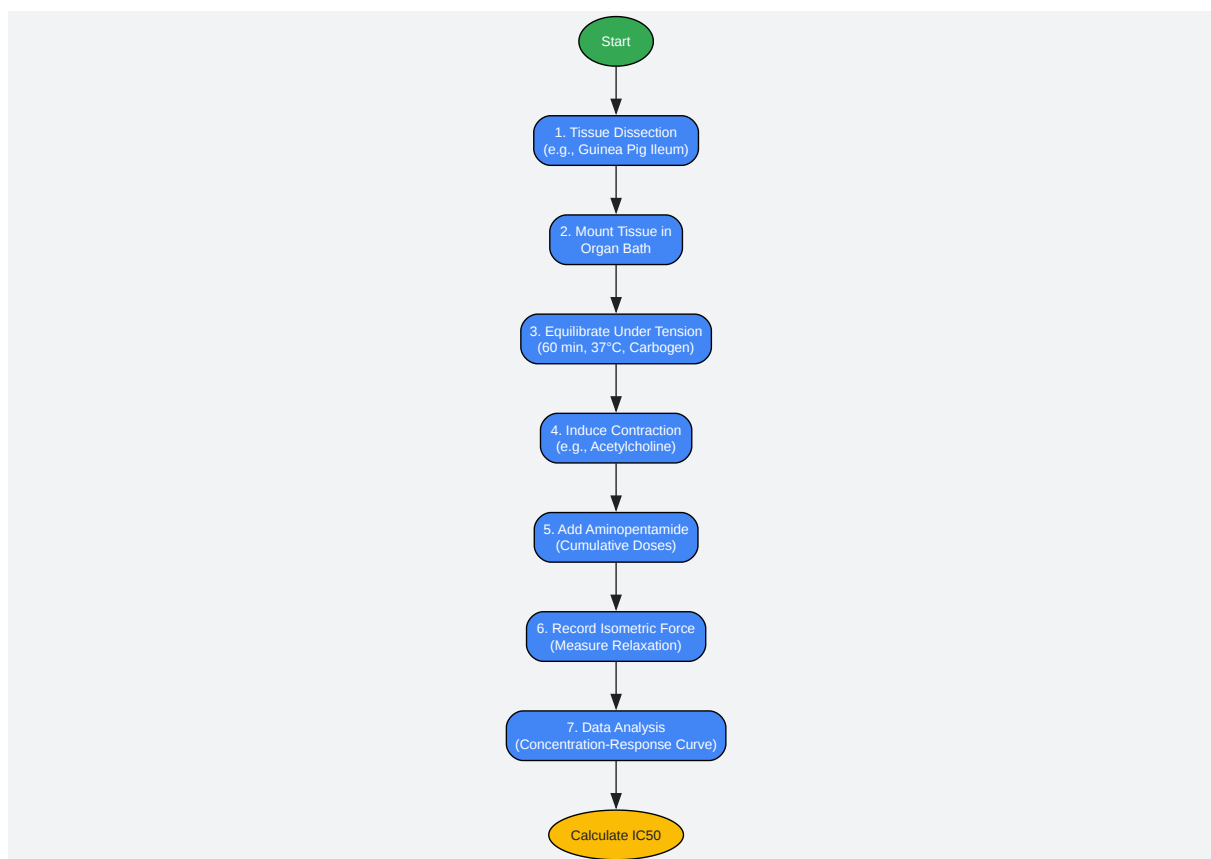 Start
1. Tissue Dissection
(e.g., Guinea Pig Ileum)
2. Mount Tissue in
Organ Bath
3. Equilibrate Under Tension
(60 min, 37°C, Carbogen)
4. Induce Contraction
(e.g., Acetylcholine)
5. Add Aminopentamide
(Cumulative Doses)
6. Record Isometric Force
(Measure Relaxation)
7. Data Analysis
(Concentration-Response Curve)
Calculate IC50